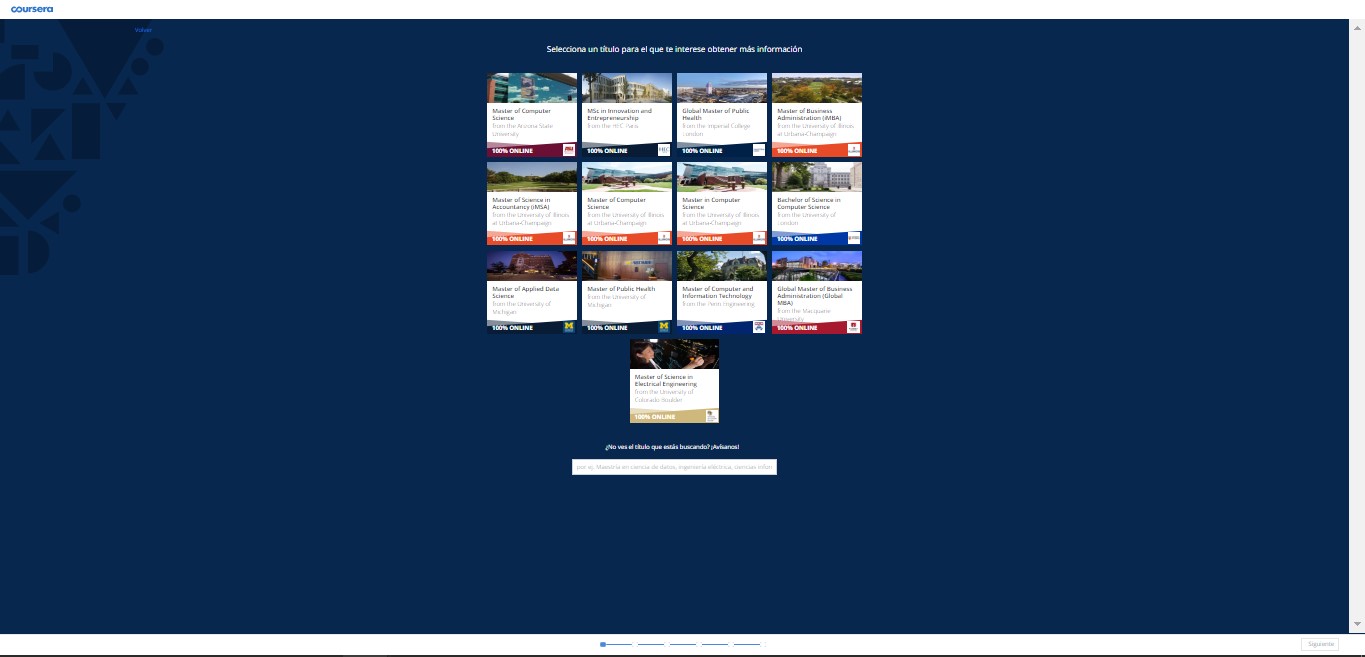 coursera
Volver
Selecciona un título para el que te interese obtener más información
Master of Computer
Science
from the Arizona State
University
100% ONLINE
MSc in Innovation and
Entrepreneurship
from the HEC Paris
100% ONLINE
Global Master of Public
Health
from the Imperial College
London
100% ONLINE
Master of Business
Administration (iMBA)
from the University of Illinois
at Urbana-Champaign
100% ONLINE
Master of Science in
Accountancy (iMSA)
from the University of Illinois
at Urbana-Champaign
100% ONLINE
Master of Computer
Science
from the University of Illinois
at Urbana-Champaign
100% ONLINE
Master in Computer
Science
from the University of Illinois
at Urbana-Champaign
100% ONLINE
Bachelor of Science in
Computer Science
from the University of
London
100% ONLINE
Master of Applied Data
Science
from the University of
Michigan
100% ONLINE
Master of Public Health
from the University of
Michigan
100% ONLINE
Master of Computer and
Information Technology
from the Penn Engineering
100% ONLINE
Global Master of Business
Administration (Global
MBA)
from the Macquarie
University
100% ONLINE
Master of Science in
Electrical Engineering
from the University of
Colorado Boulder
100% ONLINE
¿No ves el título que estás buscando? ¡Avísanos!
por ej. Maestría en ciencia de datos, ingeniería eléctrica, ciencias infor
Siguiente